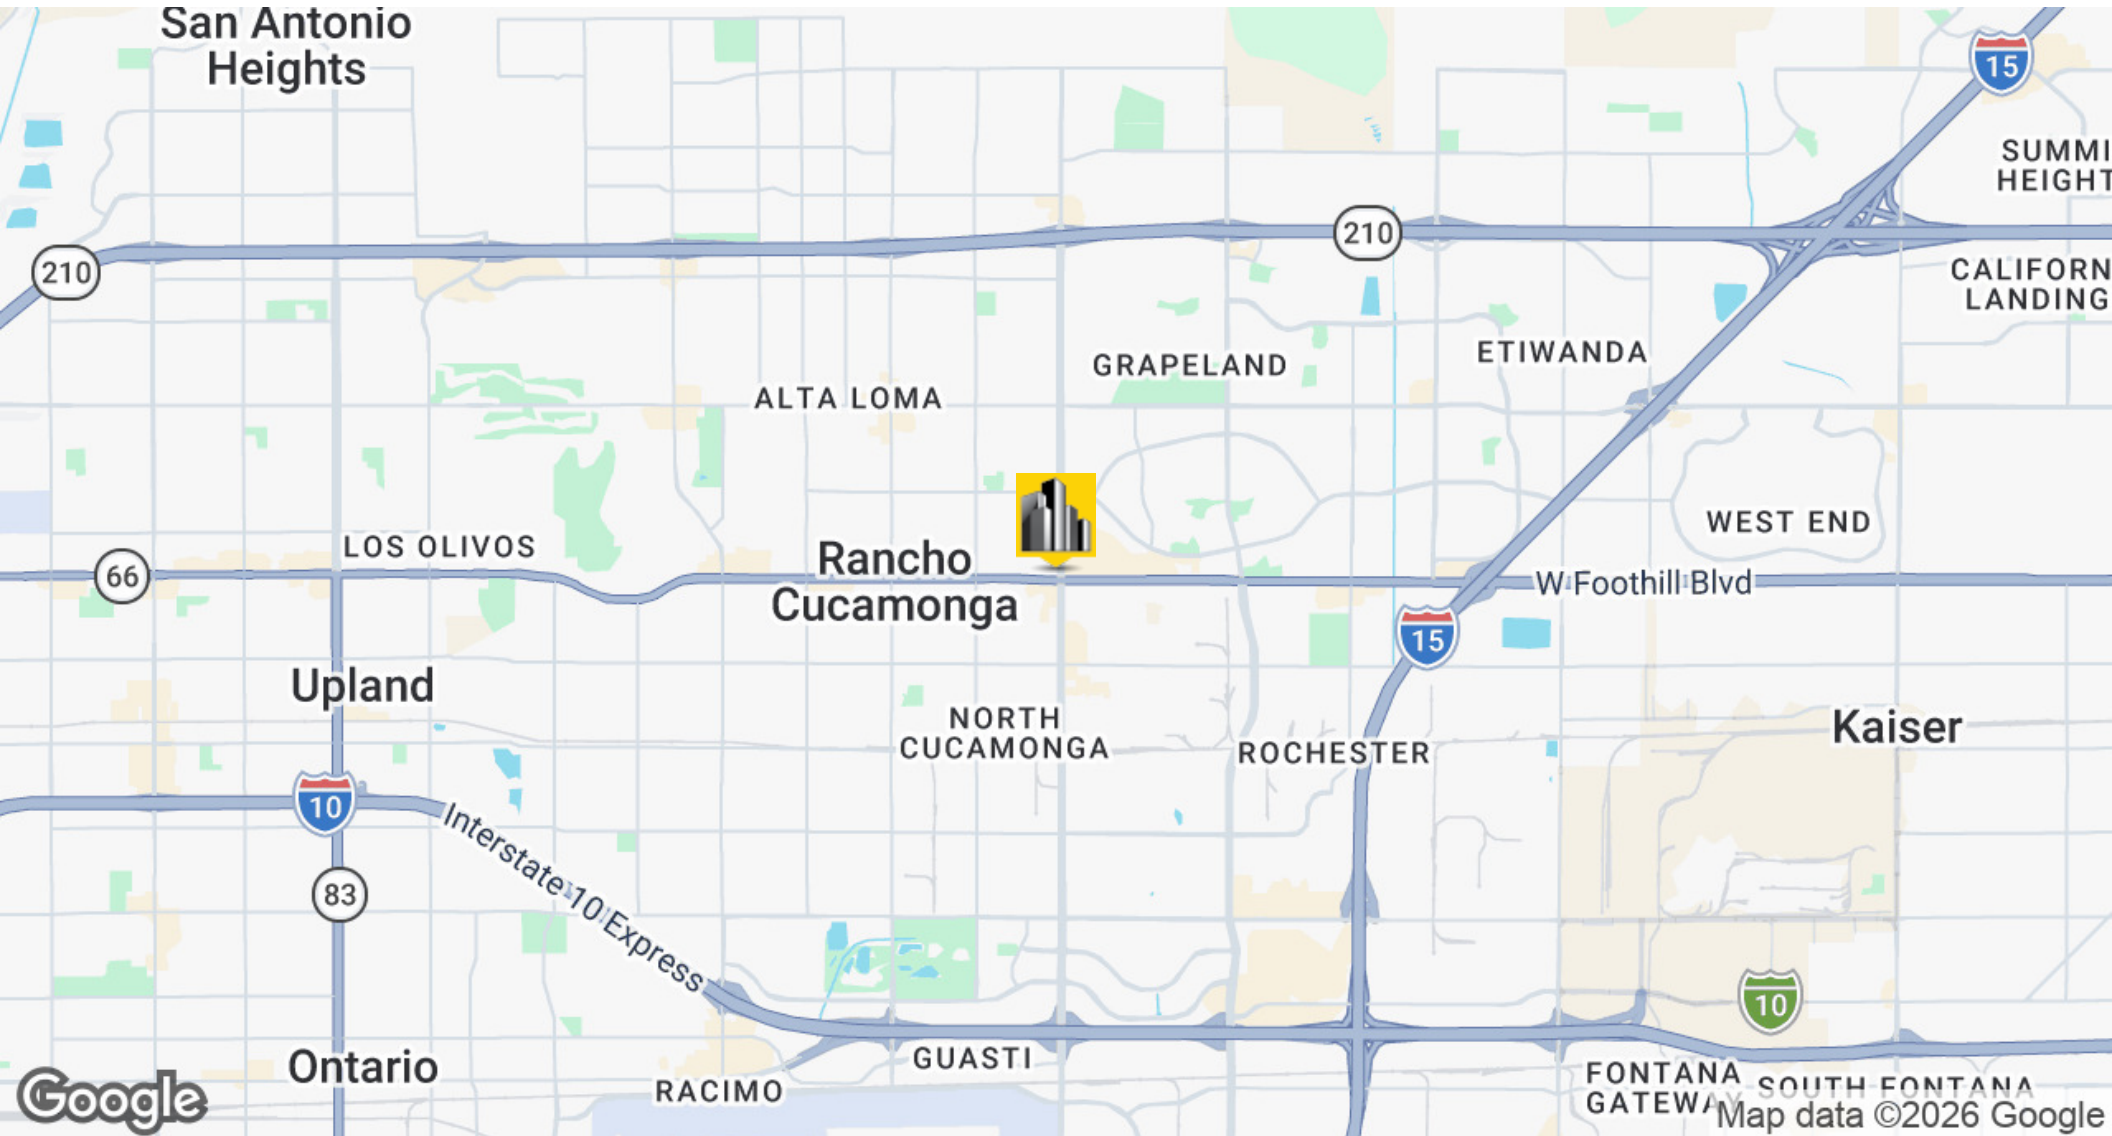 San Antonio
Heights
15
SUMMI
HEIGHT
210
210
CALIFORN
LANDING
ETIWANDA
GRAPELAND
ALTA LOMA
WEST END
LOS OLIVOS
Rancho
Cucamonga
66
W Foothill Blvd
15
Upland
NORTH
CUCAMONGA
ROCHESTER
Kaiser
10
Interstate 10 Express
83
10
GUASTI
Ontario
RACIMO
FONTANA
GATEWA
SOUTH FONTANA
Google
Map data ©2026 Google